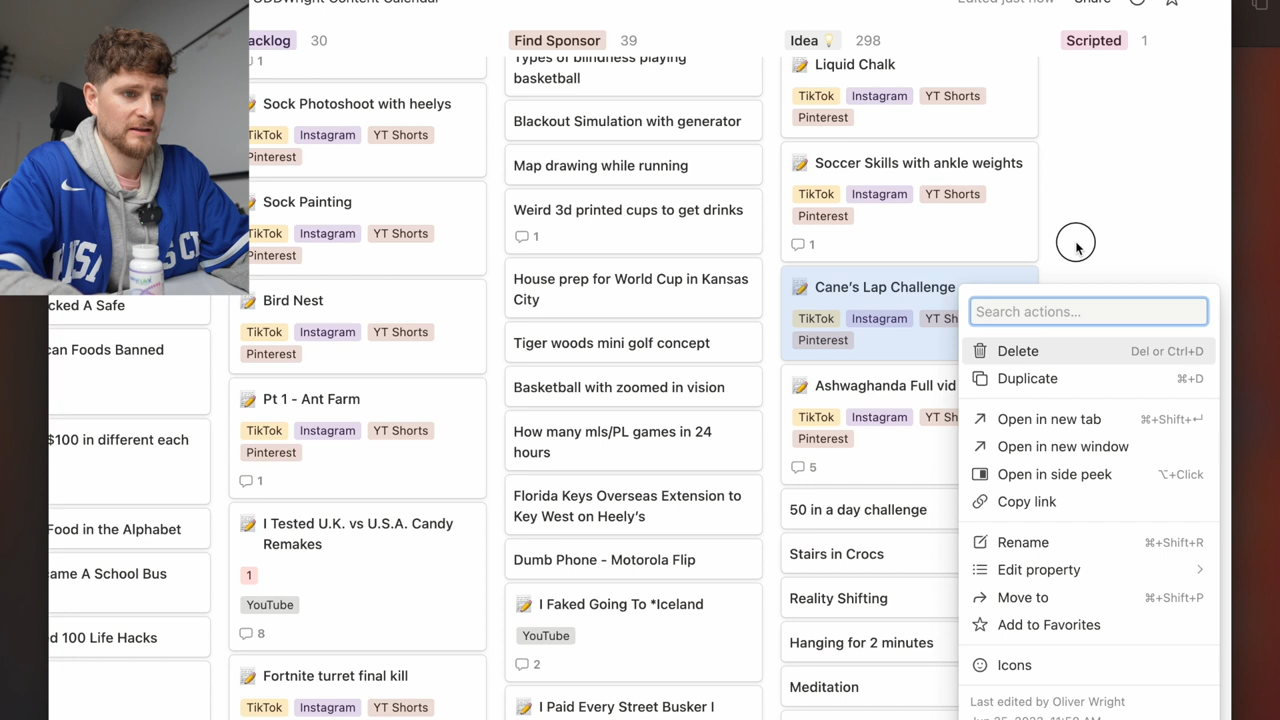 Wright Content Calendar
Edited just now
Share
acklog 30
1
Sock Photoshoot with heelys
TikTok Instagram YT Shorts
Pinterest
Sock Painting
TikTok Instagram YT Shorts
Pinterest
Bird Nest
TikTok Instagram YT Shorts
Pinterest
Pt 1 - Ant Farm
TikTok Instagram YT Shorts
Pinterest
1
I Tested U.K. vs U.S.A. Candy
Remakes
1
YouTube
8
Fortnite turret final kill
TikTok Instagram YT Shorts
cked A Safe
can Foods Banned
$100 in different each
Food in the Alphabet
ame A School Bus
d 100 Life Hacks
Find Sponsor 39
Types of blindness playing
basketball
Blackout Simulation with generator
Map drawing while running
Weird 3d printed cups to get drinks
1
House prep for World Cup in Kansas
City
Tiger woods mini golf concept
Basketball with zoomed in vision
How many mls/PL games in 24
hours
Florida Keys Overseas Extension to
Key West on Heely's
Dumb Phone - Motorola Flip
I Faked Going To *Iceland
YouTube
2
I Paid Every Street Busker I
Idea 298
Liquid Chalk
TikTok Instagram YT Shorts
Pinterest
Soccer Skills with ankle weights
TikTok Instagram YT Shorts
Pinterest
1
Cane's Lap Challenge
TikTok Instagram YT Sh
Pinterest
Ashwaghanda Full vid
TikTok Instagram YT Sh
Pinterest
5
50 in a day challenge
Stairs in Crocs
Reality Shifting
Hanging for 2 minutes
Meditation
Scripted 1
Search actions...
Delete Del or Ctrl+D
Duplicate ⌘+D
Open in new tab ⌘+Shift+↵
Open in new window
Open in side peek ⌥+Click
Copy link
Rename ⌘+Shift+R
Edit property
Move to ⌘+Shift+P
Add to Favorites
Icons
Last edited by Oliver Wright